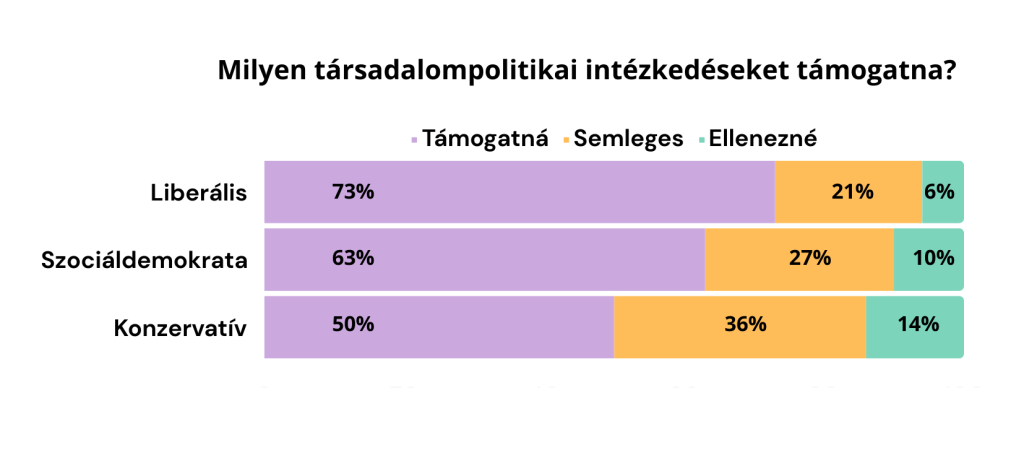 Milyen társadalompolitikai intézkedéseket támogatna?
Támogatná Semleges Ellenezné
Liberális 73% 21% 6%
Szociáldemokrata 63% 27% 10%
Konzervatív 50% 36% 14%